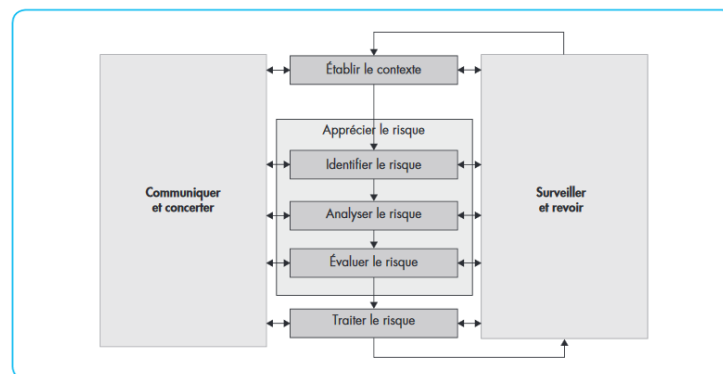 Établir le contexte
Apprécier le risque
Identifier le risque
Communiquer
et concerter
Surveiller
et revoir
Analyser le risque
Évaluer le risque
Traiter le risque